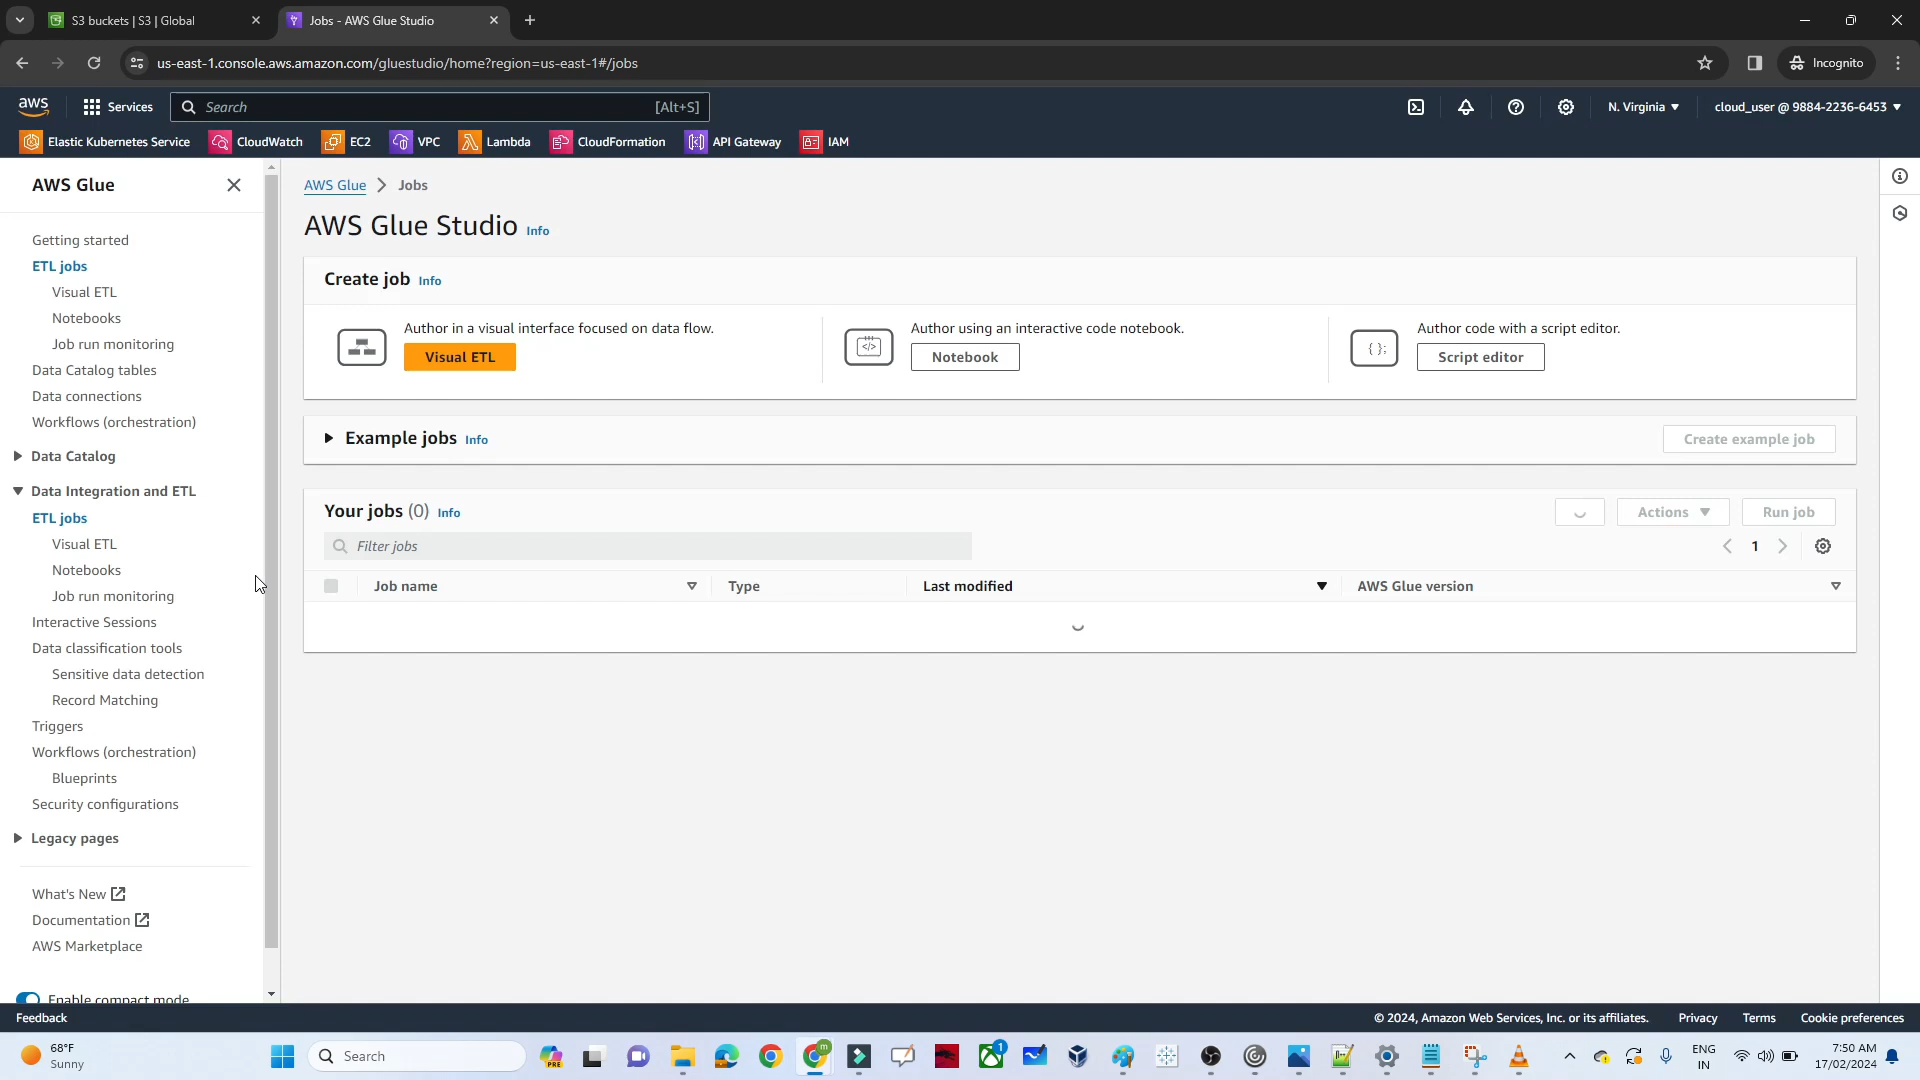 S3 buckets | S3 | Global
Jobs - AWS Glue Studio
us-east-1.console.aws.amazon.com/gluestudio/home?region=us-east-1#/jobs
Incognito
aws
Services
Search
[Alt+S]
N. Virginia
cloud_user @ 9884-2236-6453
Elastic Kubernetes Service
CloudWatch
EC2
VPC
Lambda
CloudFormation
API Gateway
IAM
AWS Glue
Getting started
ETL jobs
Visual ETL
Notebooks
Job run monitoring
Data Catalog tables
Data connections
Workflows (orchestration)
Data Catalog
Data Integration and ETL
ETL jobs
Visual ETL
Notebooks
Job run monitoring
Interactive Sessions
Data classification tools
Sensitive data detection
Record Matching
Triggers
Workflows (orchestration)
Blueprints
Security configurations
Legacy pages
What's New
Documentation
AWS Marketplace
Enable compact mode
AWS Glue > Jobs
AWS Glue Studio Info
Create job Info
Author in a visual interface focused on data flow.
Visual ETL
Author using an interactive code notebook.
Notebook
Author code with a script editor.
Script editor
Example jobs Info
Create example job
Your jobs (0) Info
Actions
Run job
Filter jobs
1
Job name
Type
Last modified
AWS Glue version
Feedback
© 2024, Amazon Web Services, Inc. or its affiliates.
Privacy
Terms
Cookie preferences
68°F
Sunny
Search
ENG
IN
7:50 AM
17/02/2024